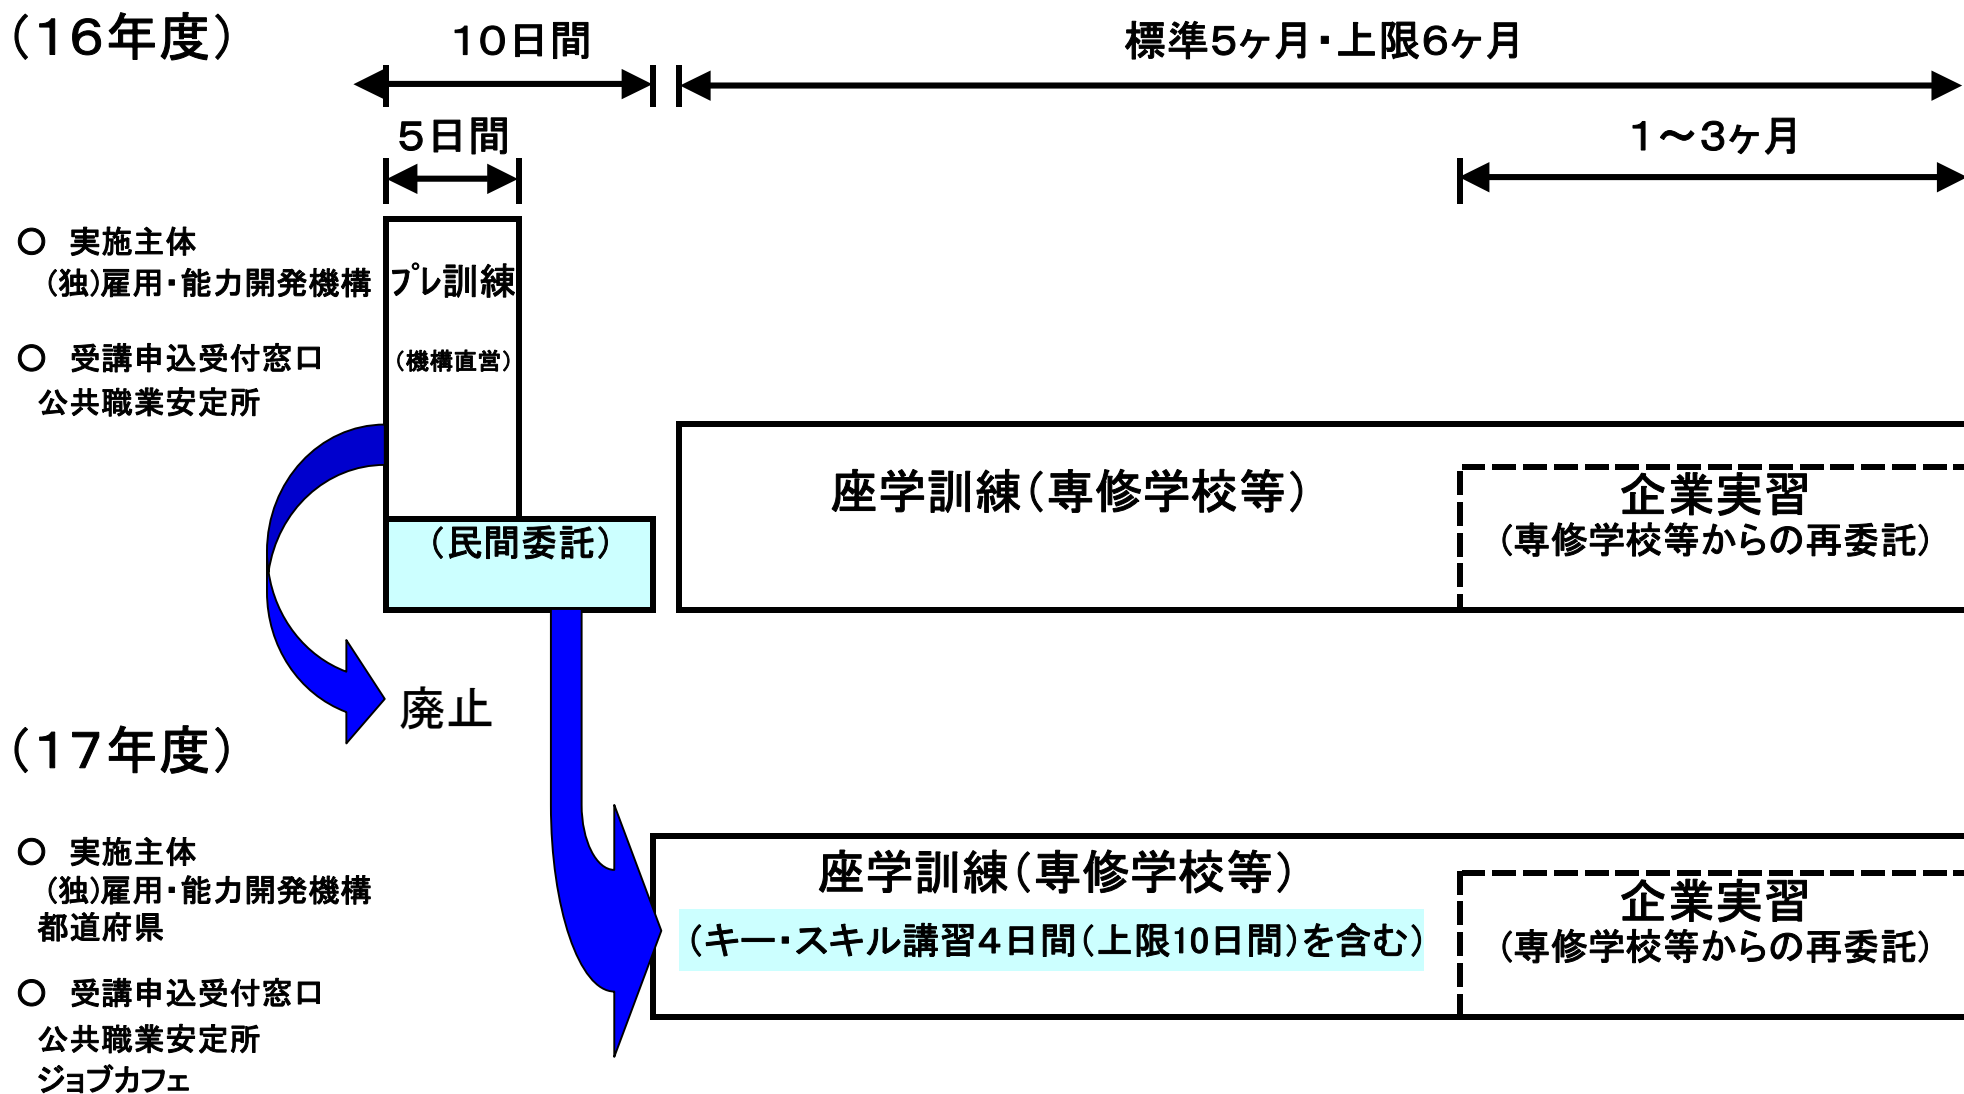 （１６年度）
１０日間
標準５ヶ月・上限６ヶ月
５日間
１～３ヶ月
○　実施主体
（独）雇用・能力開発機構
○　受講申込受付窓口
公共職業安定所
プレ訓練
（機構直営）
（民間委託）
座学訓練（専修学校等）
企業実習
（専修学校等からの再委託）
廃止
（１７年度）
○　実施主体
（独）雇用・能力開発機構
都道府県
○　受講申込受付窓口
公共職業安定所
ジョブカフェ
座学訓練（専修学校等）
（キー・スキル講習４日間（上限10日間）を含む）
企業実習
（専修学校等からの再委託）